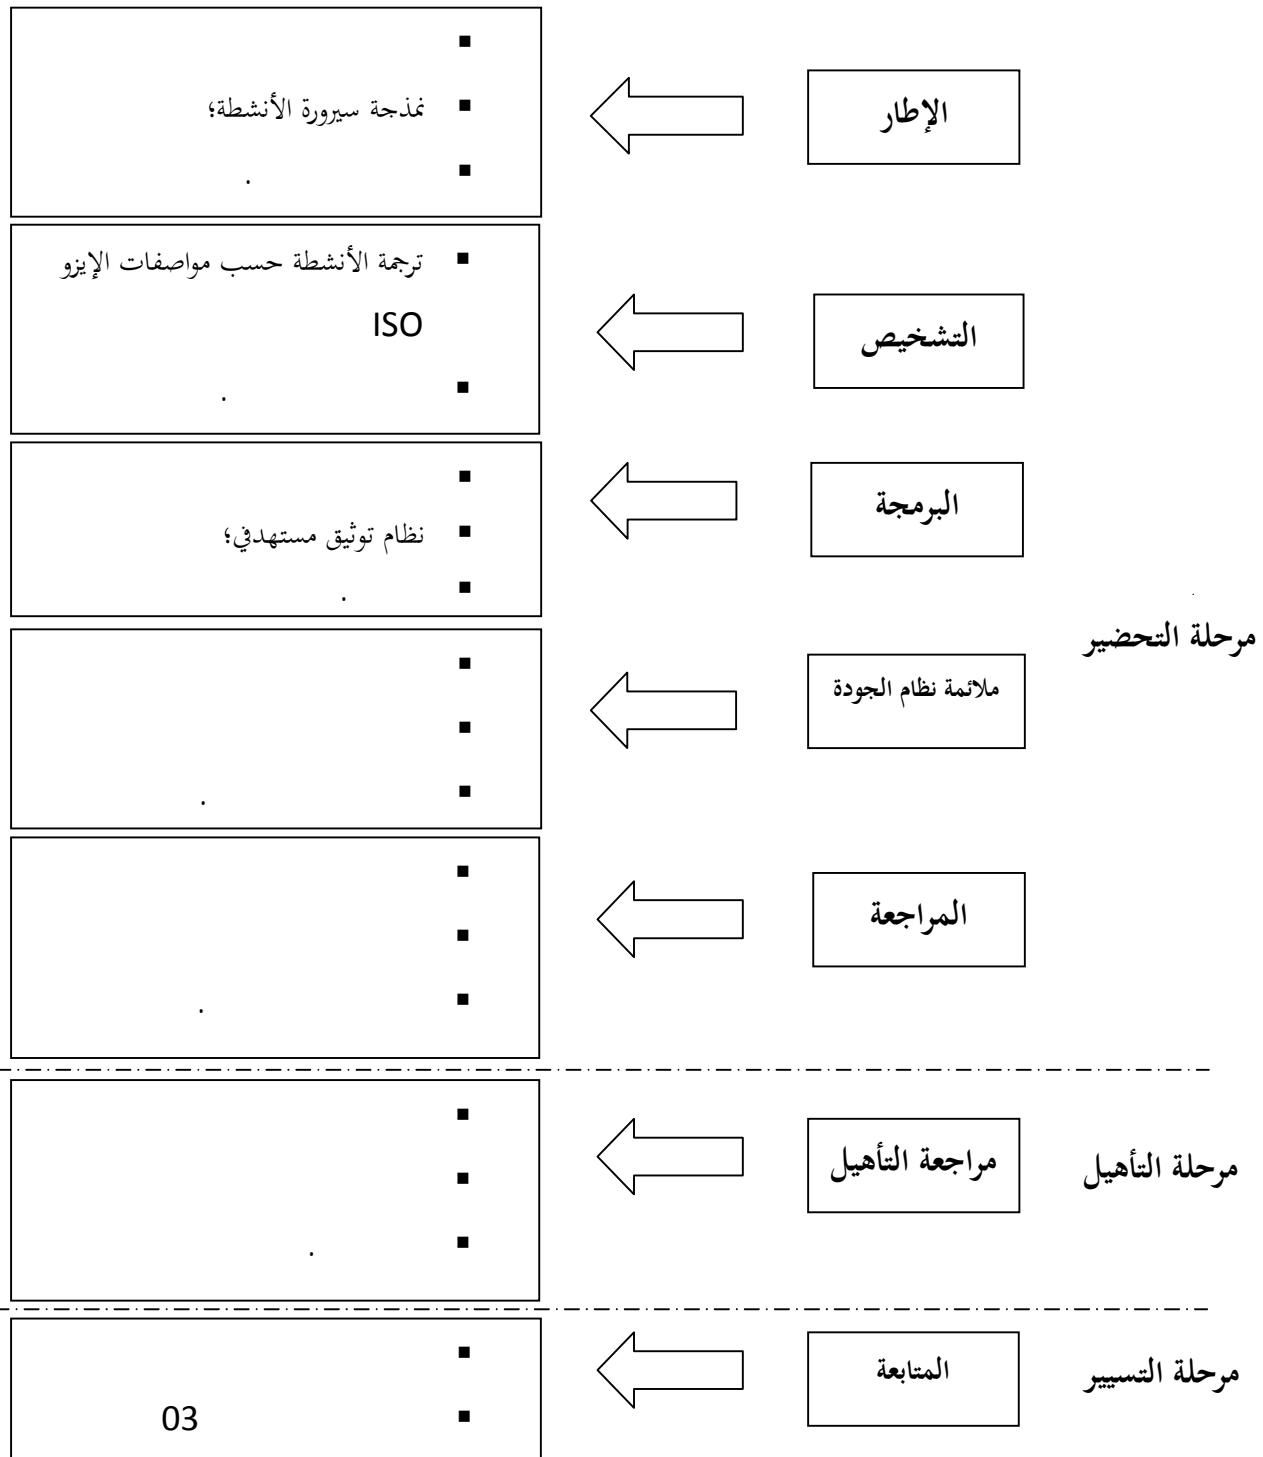 الإطار
▪
▪ نمذجة سيرورة الأنشطة؛
▪ .
التشخيص
▪ ترجمة الأنشطة حسب مواصفات الإيزو
ISO
▪ .
البرمجة
▪
▪ نظام توثيق مستهدفي؛
▪ .
مرحلة التحضير
ملائمة نظام الجودة
▪
▪
▪ .
المراجعة
▪
▪
▪ .
مرحلة التأهيل
مراجعة التأهيل
▪
▪
▪ .
مرحلة التسيير
المتابعة
▪
▪ 03